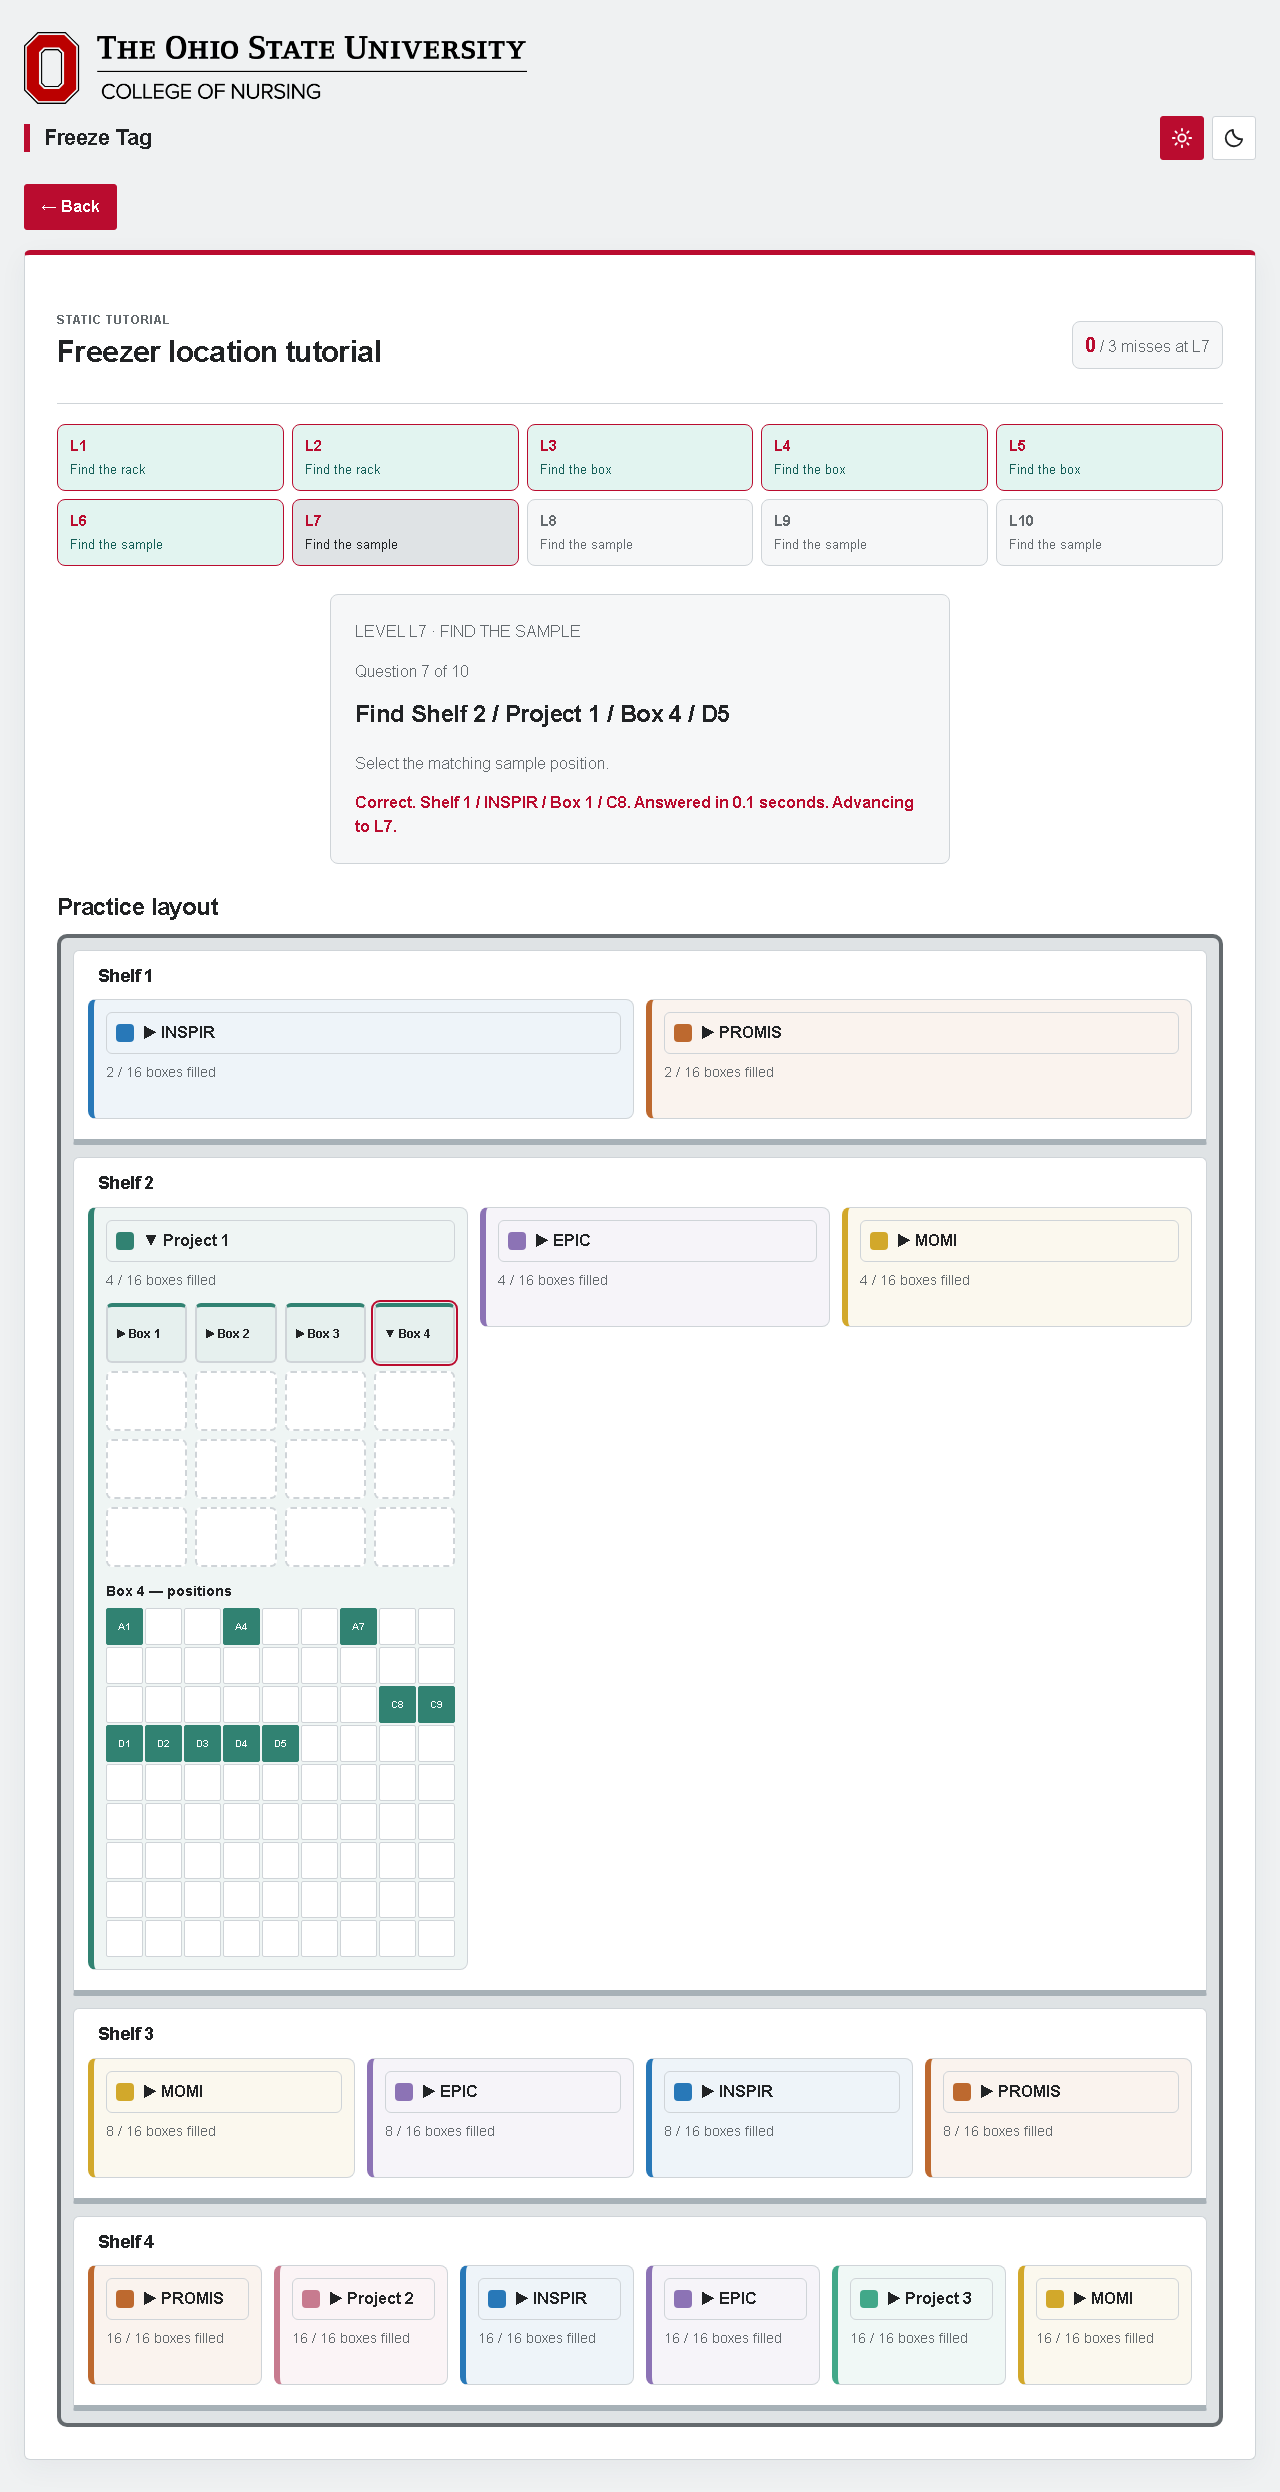 THE OHIO STATE UNIVERSITY
COLLEGE OF NURSING
Freeze Tag
← Back
STATIC TUTORIAL
Freezer location tutorial
0 / 3 misses at L7
L1
Find the rack
L2
Find the rack
L3
Find the box
L4
Find the box
L5
Find the box
L6
Find the sample
L7
Find the sample
L8
Find the sample
L9
Find the sample
L10
Find the sample
LEVEL L7 · FIND THE SAMPLE
Question 7 of 10
Find Shelf 2 / Project 1 / Box 4 / D5
Select the matching sample position.
Correct. Shelf 1 / INSPIR / Box 1 / C8. Answered in 0.1 seconds. Advancing
to L7.
Practice layout
Shelf 1
▶ INSPIR
2 / 16 boxes filled
▶ PROMIS
2 / 16 boxes filled
Shelf 2
▼ Project 1
4 / 16 boxes filled
▶ Box 1
▶ Box 2
▶ Box 3
▼ Box 4
Box 4 — positions
A1 A4 A7
C8 C9
D1 D2 D3 D4 D5
▶ EPIC
4 / 16 boxes filled
▶ MOMI
4 / 16 boxes filled
Shelf 3
▶ MOMI
8 / 16 boxes filled
▶ EPIC
8 / 16 boxes filled
▶ INSPIR
8 / 16 boxes filled
▶ PROMIS
8 / 16 boxes filled
Shelf 4
▶ PROMIS
16 / 16 boxes filled
▶ Project 2
16 / 16 boxes filled
▶ INSPIR
16 / 16 boxes filled
▶ EPIC
16 / 16 boxes filled
▶ Project 3
16 / 16 boxes filled
▶ MOMI
16 / 16 boxes filled